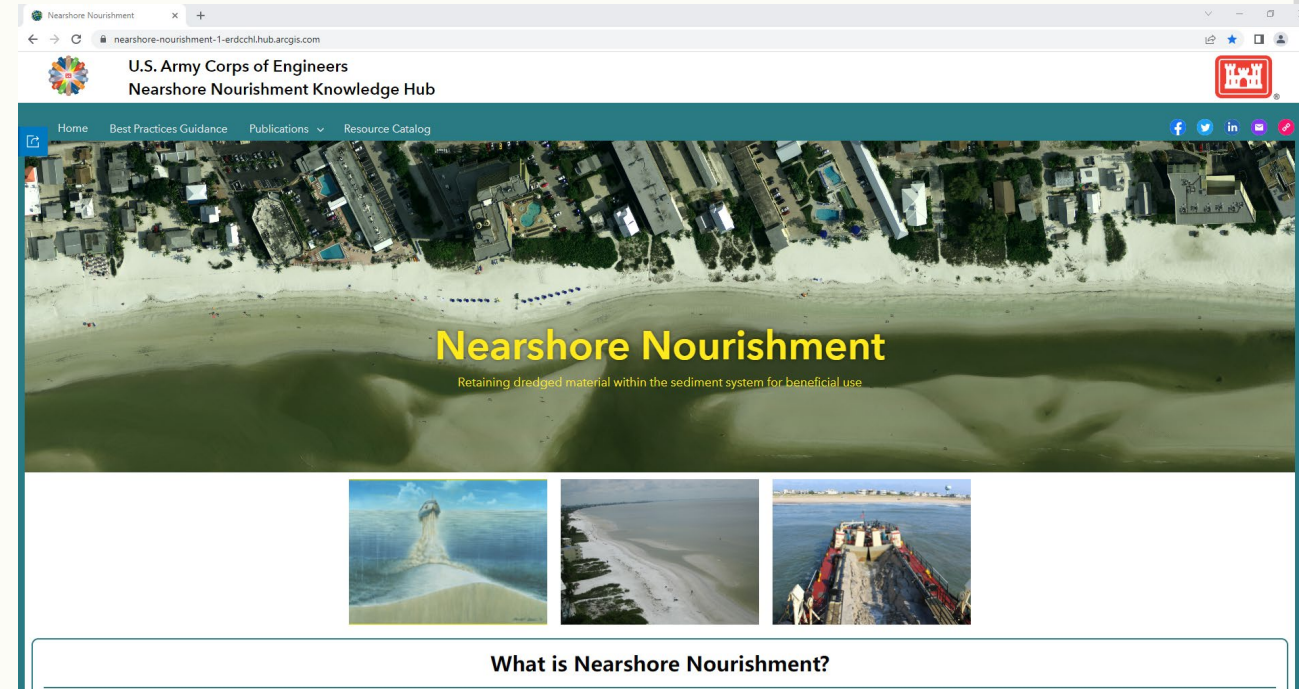 Nearshore Nourishment
nearshore-nourishment-1-erdcchl.hub.arcgis.com
U.S. Army Corps of Engineers
Nearshore Nourishment Knowledge Hub
®
Home Best Practices Guidance Publications Resource Catalog
in
Nearshore Nourishment
Retaining dredged material within the sediment system for beneficial use
What is Nearshore Nourishment?